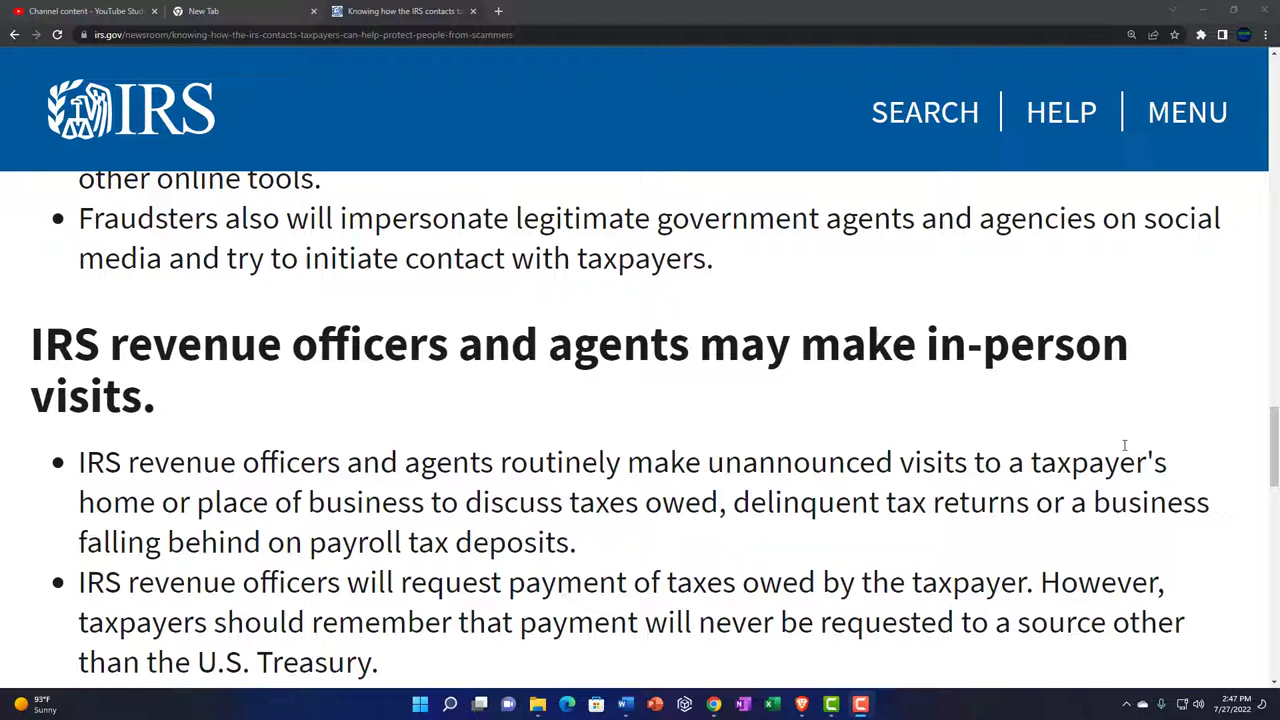 Channel content - YouTube Stud
New Tab
Knowing how the IRS contacts ta
irs.gov/newsroom/knowing-how-the-irs-contacts-taxpayers-can-help-protect-people-from-scammers
IRS
SEARCH
HELP
MENU
other online tools.
• Fraudsters also will impersonate legitimate government agents and agencies on social
media and try to initiate contact with taxpayers.
IRS revenue officers and agents may make in-person
visits.
• IRS revenue officers and agents routinely make unannounced visits to a taxpayer's
home or place of business to discuss taxes owed, delinquent tax returns or a business
falling behind on payroll tax deposits.
• IRS revenue officers will request payment of taxes owed by the taxpayer. However,
taxpayers should remember that payment will never be requested to a source other
than the U.S. Treasury.
93°F
Sunny
2:47 PM
7/27/2022